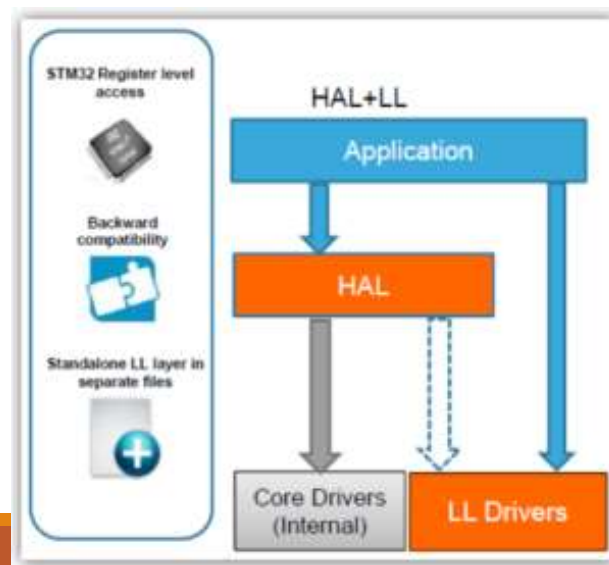 STM32 Register level
access
Backward
compatibility
Standalone LL layer in
separate files
HAL+LL
Application
HAL
Core Drivers
(Internal)
LL Drivers